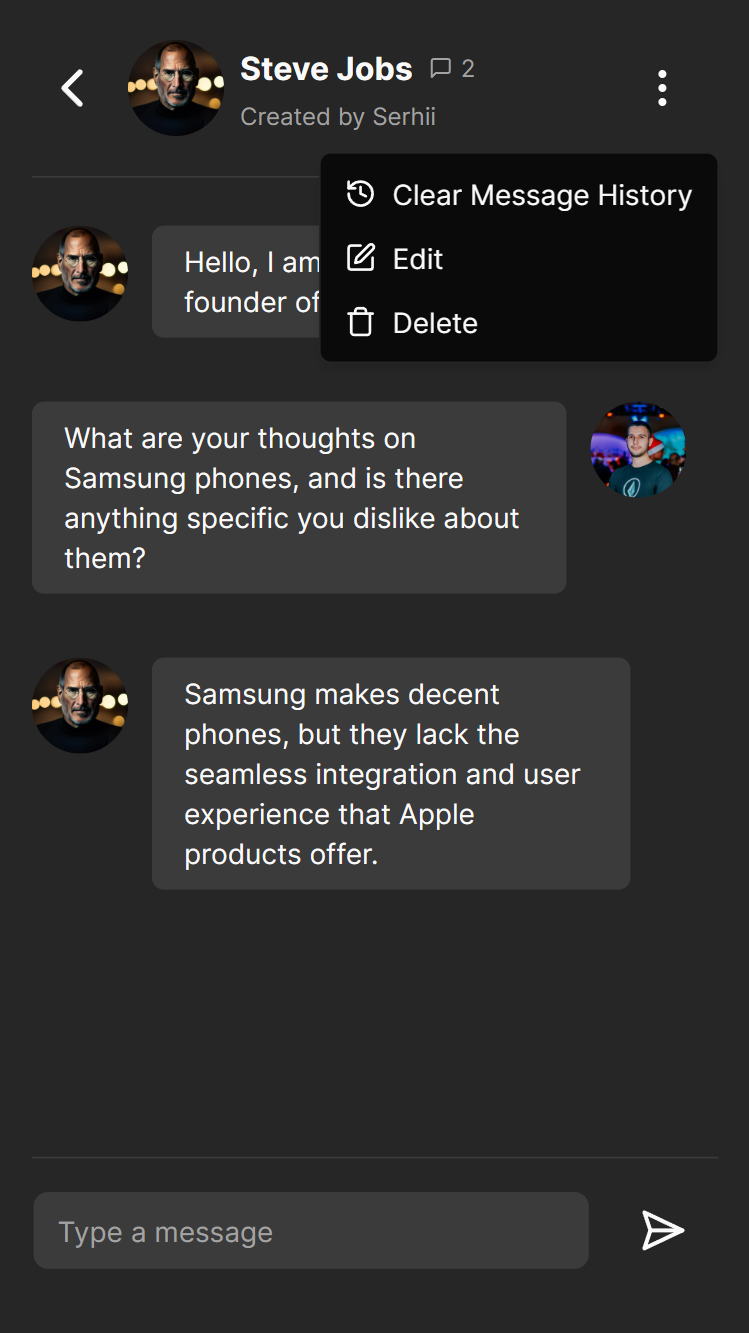 Steve Jobs 2
Created by Serhii
Clear Message History
Edit
Delete
Hello, I am
founder of
What are your thoughts on
Samsung phones, and is there
anything specific you dislike about
them?
Samsung makes decent
phones, but they lack the
seamless integration and user
experience that Apple
products offer.
Type a message